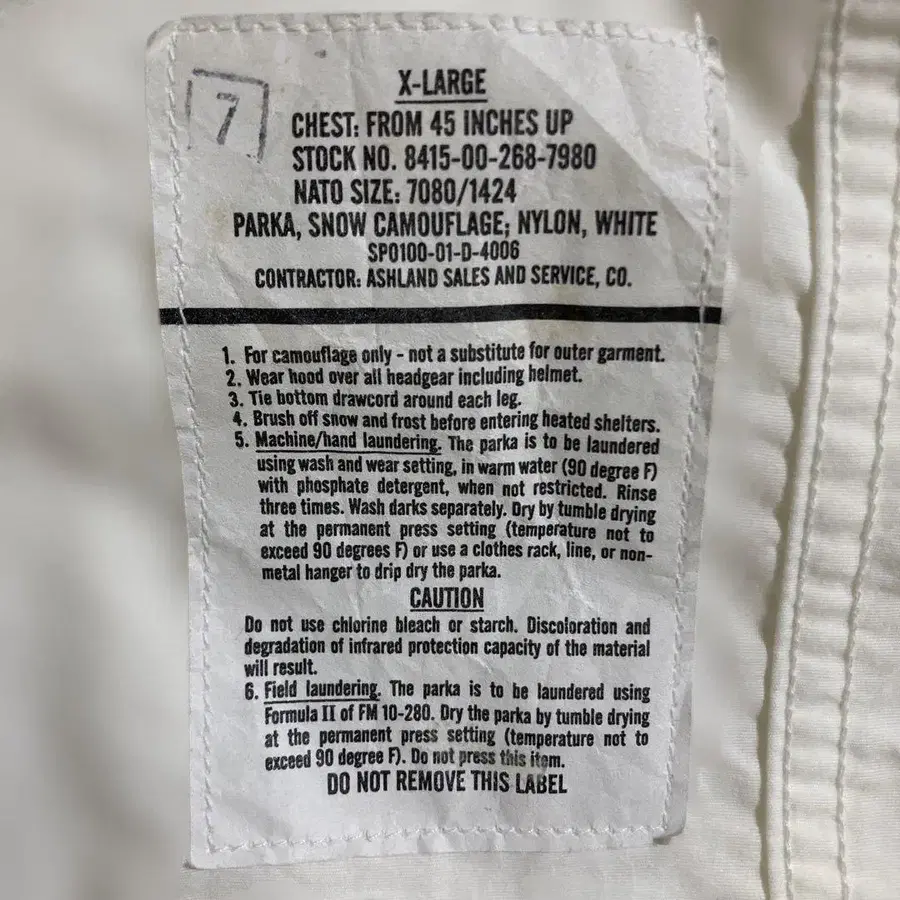 7
X-LARGE
CHEST: FROM 45 INCHES UP
STOCK NO. 8415-00-268-7980
NATO SIZE: 7080/1424
PARKA, SNOW CAMOUFLAGE; NYLON, WHITE
SP0100-01-D-4006
CONTRACTOR: ASHLAND SALES AND SERVICE, CO.
1. For camouflage only - not a substitute for outer garment.
2. Wear hood over all headgear including helmet.
3. Tie bottom drawcord around each leg.
4. Brush off snow and frost before entering heated shelters.
5. Machine/hand laundering. The parka is to be laundered
using wash and wear setting, in warm water (90 degree F)
with phosphate detergent, when not restricted. Rinse
three times. Wash darks separately. Dry by tumble drying
at the permanent press setting (temperature not to
exceed 90 degrees F) or use a clothes rack, line, or non-
metal hanger to drip dry the parka.
CAUTION
Do not use chlorine bleach or starch. Discoloration and
degradation of infrared protection capacity of the material
will result.
6. Field laundering. The parka is to be laundered using
Formula II of FM 10-280. Dry the parka by tumble drying
at the permanent press setting (temperature not to
exceed 90 degree F). Do not press this item.
DO NOT REMOVE THIS LABEL